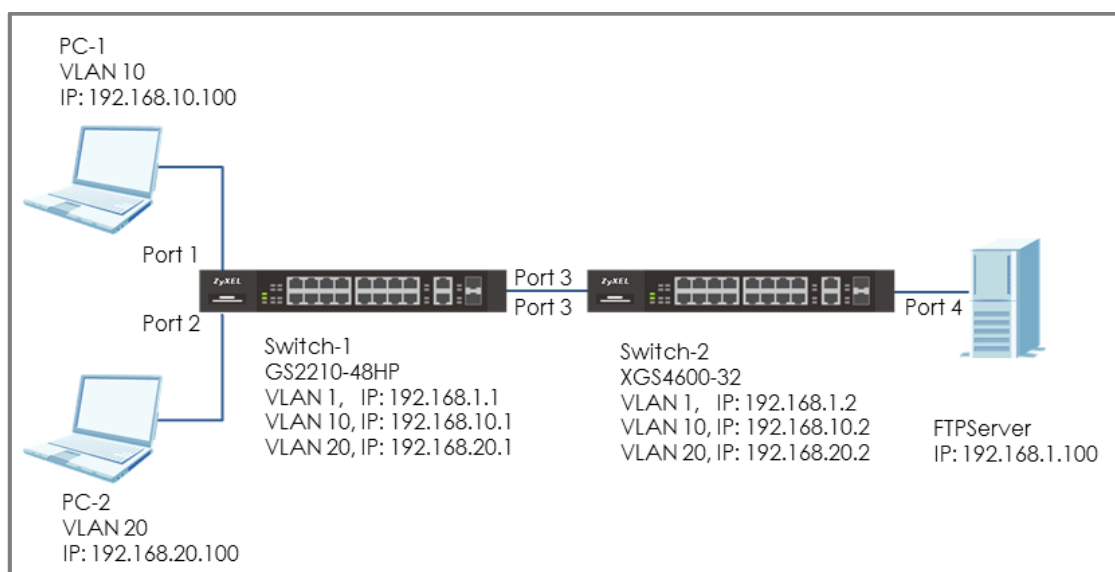 PC-1
VLAN 10
IP: 192.168.10.100
Port 1
Port 2
ZyXEL
Port 3
Port 3
ZyXEL
Port 4
Switch-1
GS2210-48HP
VLAN 1, IP: 192.168.1.1
VLAN 10, IP: 192.168.10.1
VLAN 20, IP: 192.168.20.1
Switch-2
XGS4600-32
VLAN 1, IP: 192.168.1.2
VLAN 10, IP: 192.168.10.2
VLAN 20, IP: 192.168.20.2
FTPServer
IP: 192.168.1.100
PC-2
VLAN 20
IP: 192.168.20.100